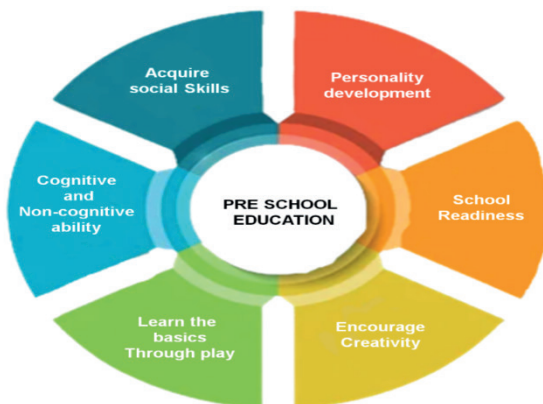 Acquire
social Skills
Personality
development
Cognitive
and
Non-cognitive
ability
PRE SCHOOL
EDUCATION
School
Readiness
Learn the
basics
Through play
Encourage
Creativity